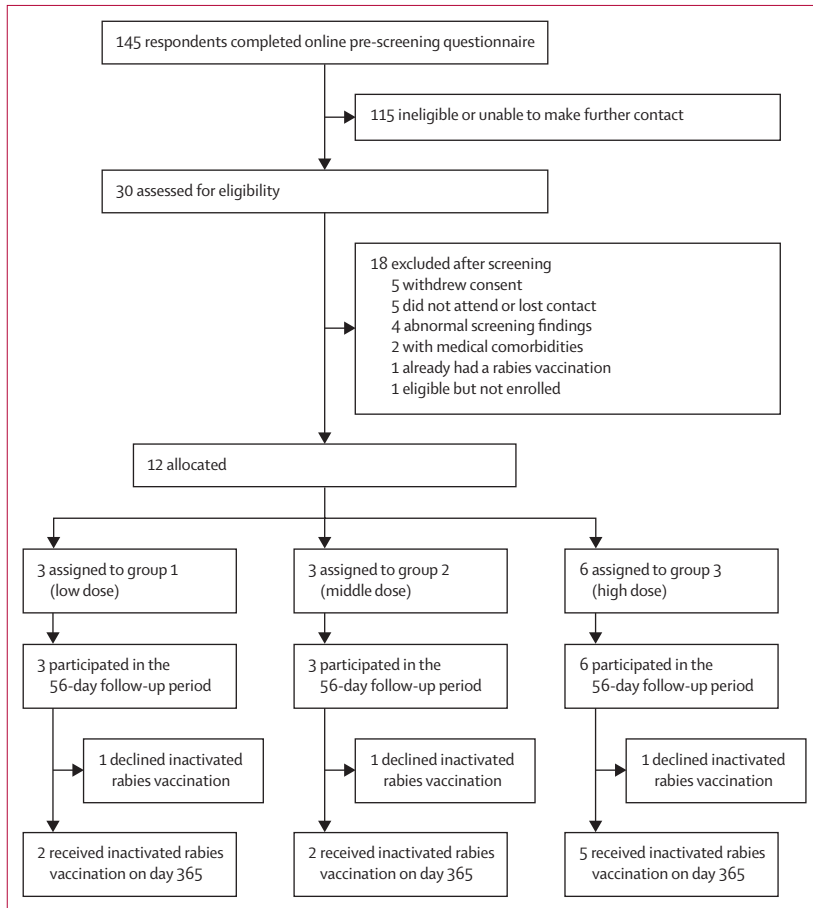 145 respondents completed online pre-screening questionnaire
115 ineligible or unable to make further contact
30 assessed for eligibility
18 excluded after screening
5 withdrew consent
5 did not attend or lost contact
4 abnormal screening findings
2 with medical comorbidities
1 already had a rabies vaccination
1 eligible but not enrolled
12 allocated
3 assigned to group 1
(low dose)
3 assigned to group 2
(middle dose)
6 assigned to group 3
(high dose)
3 participated in the
56-day follow-up period
3 participated in the
56-day follow-up period
6 participated in the
56-day follow-up period
1 declined inactivated
rabies vaccination
1 declined inactivated
rabies vaccination
1 declined inactivated
rabies vaccination
2 received inactivated rabies
vaccination on day 365
2 received inactivated rabies
vaccination on day 365
5 received inactivated rabies
vaccination on day 365